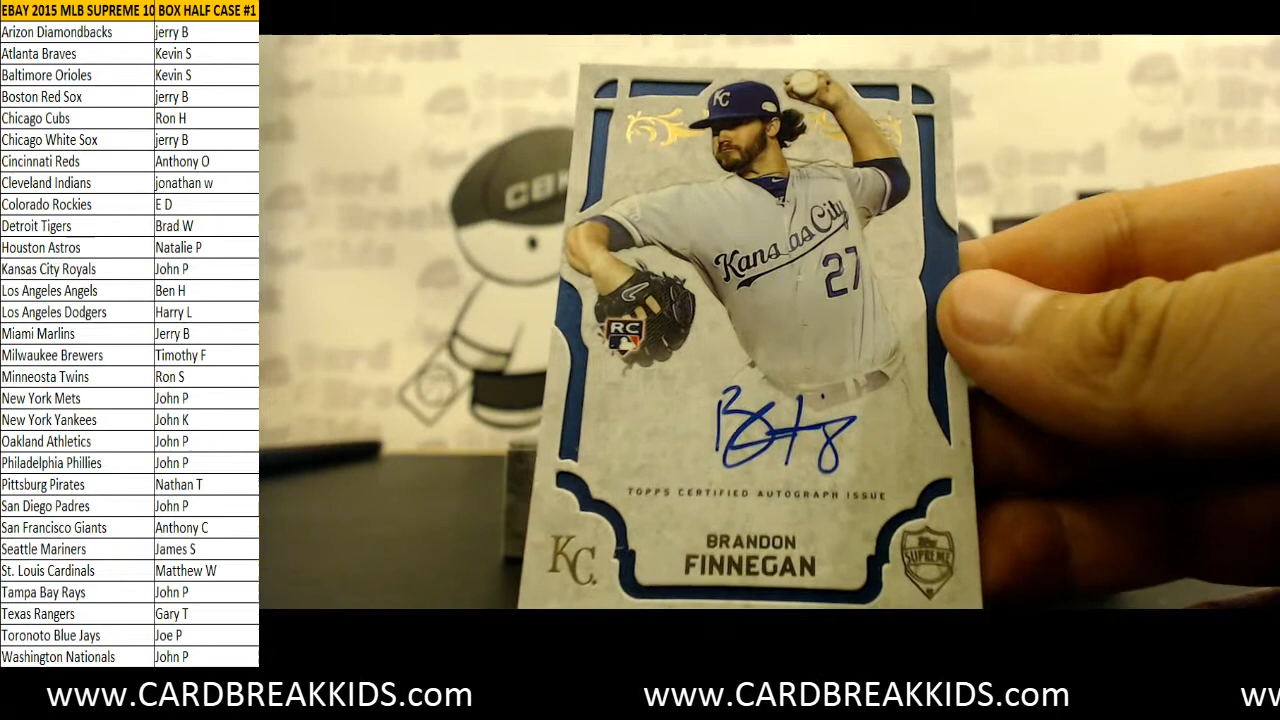 EBAY 2015 MLB SUPREME 10 BOX HALF CASE #1
Arizon Diamondbacks jerry B
Atlanta Braves Kevin S
Baltimore Orioles Kevin S
Boston Red Sox jerry B
Chicago Cubs Ron H
Chicago White Sox jerry B
Cincinnati Reds Anthony O
Cleveland Indians jonathan w
Colorado Rockies E D
Detroit Tigers Brad W
Houston Astros Natalie P
Kansas City Royals John P
Los Angeles Angels Ben H
Los Angeles Dodgers Harry L
Miami Marlins Jerry B
Milwaukee Brewers Timothy F
Minneosta Twins Ron S
New York Mets John P
New York Yankees John K
Oakland Athletics John P
Philadelphia Phillies John P
Pittsburg Pirates Nathan T
San Diego Padres John P
San Francisco Giants Anthony C
Seattle Mariners James S
St. Louis Cardinals Matthew W
Tampa Bay Rays John P
Texas Rangers Gary T
Toronoto Blue Jays Joe P
Washington Nationals John P
CBK
KC
Kansas City
27
RC
TOPPS CERTIFIED AUTOGRAPH ISSUE
BRANDON
FINNEGAN
KC
TOPPS
SUPREME
www.CARDBREAKKIDS.com www.CARDBREAKKIDS.com w